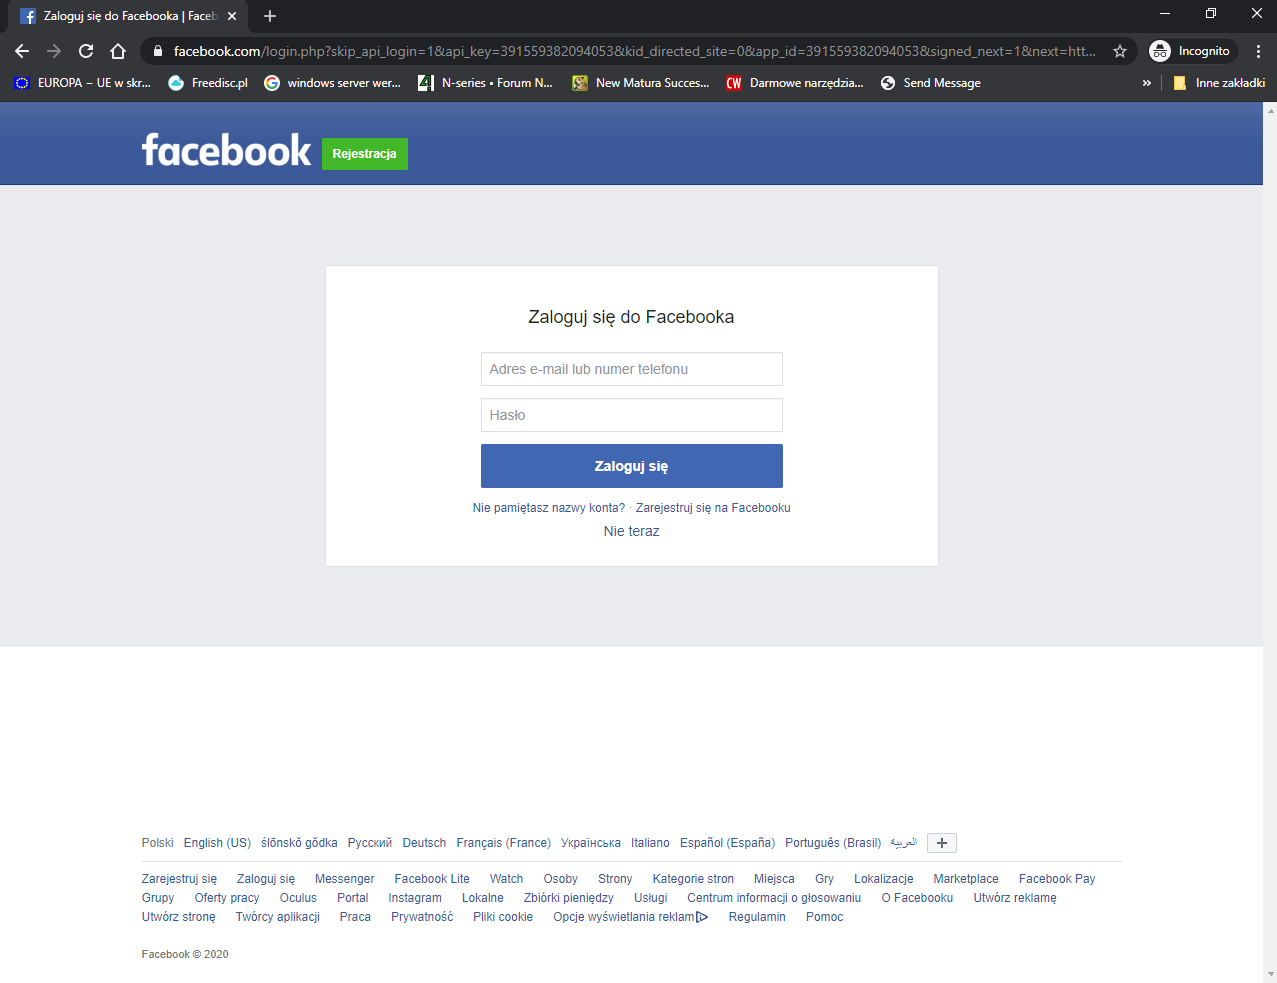 Zaloguj się do Facebooka | Faceb
facebook.com/login.php?skip_api_login=1&api_key=391559382094053&kid_directed_site=0&app_id=391559382094053&signed_next=1&next=htt...
Incognito
EUROPA – UE w skr... Freedisc.pl windows server wer... N-series • Forum N... New Matura Succes... CW Darmowe narzędzia... Send Message » Inne zakładki
facebook Rejestracja
Zaloguj się do Facebooka
Adres e-mail lub numer telefonu
Hasło
Zaloguj się
Nie pamiętasz nazwy konta? · Zarejestruj się na Facebooku
Nie teraz
Polski English (US) ślōnskŏ gŏdka Русский Deutsch Français (France) Українська Italiano Español (España) Português (Brasil) العربية
Zarejestruj się Zaloguj się Messenger Facebook Lite Watch Osoby Strony Kategorie stron Miejsca Gry Lokalizacje Marketplace Facebook Pay
Grupy Oferty pracy Oculus Portal Instagram Lokalne Zbiórki pieniędzy Usługi Centrum informacji o głosowaniu O Facebooku Utwórz reklamę
Utwórz stronę Twórcy aplikacji Praca Prywatność Pliki cookie Opcje wyświetlania reklam Regulamin Pomoc
Facebook © 2020